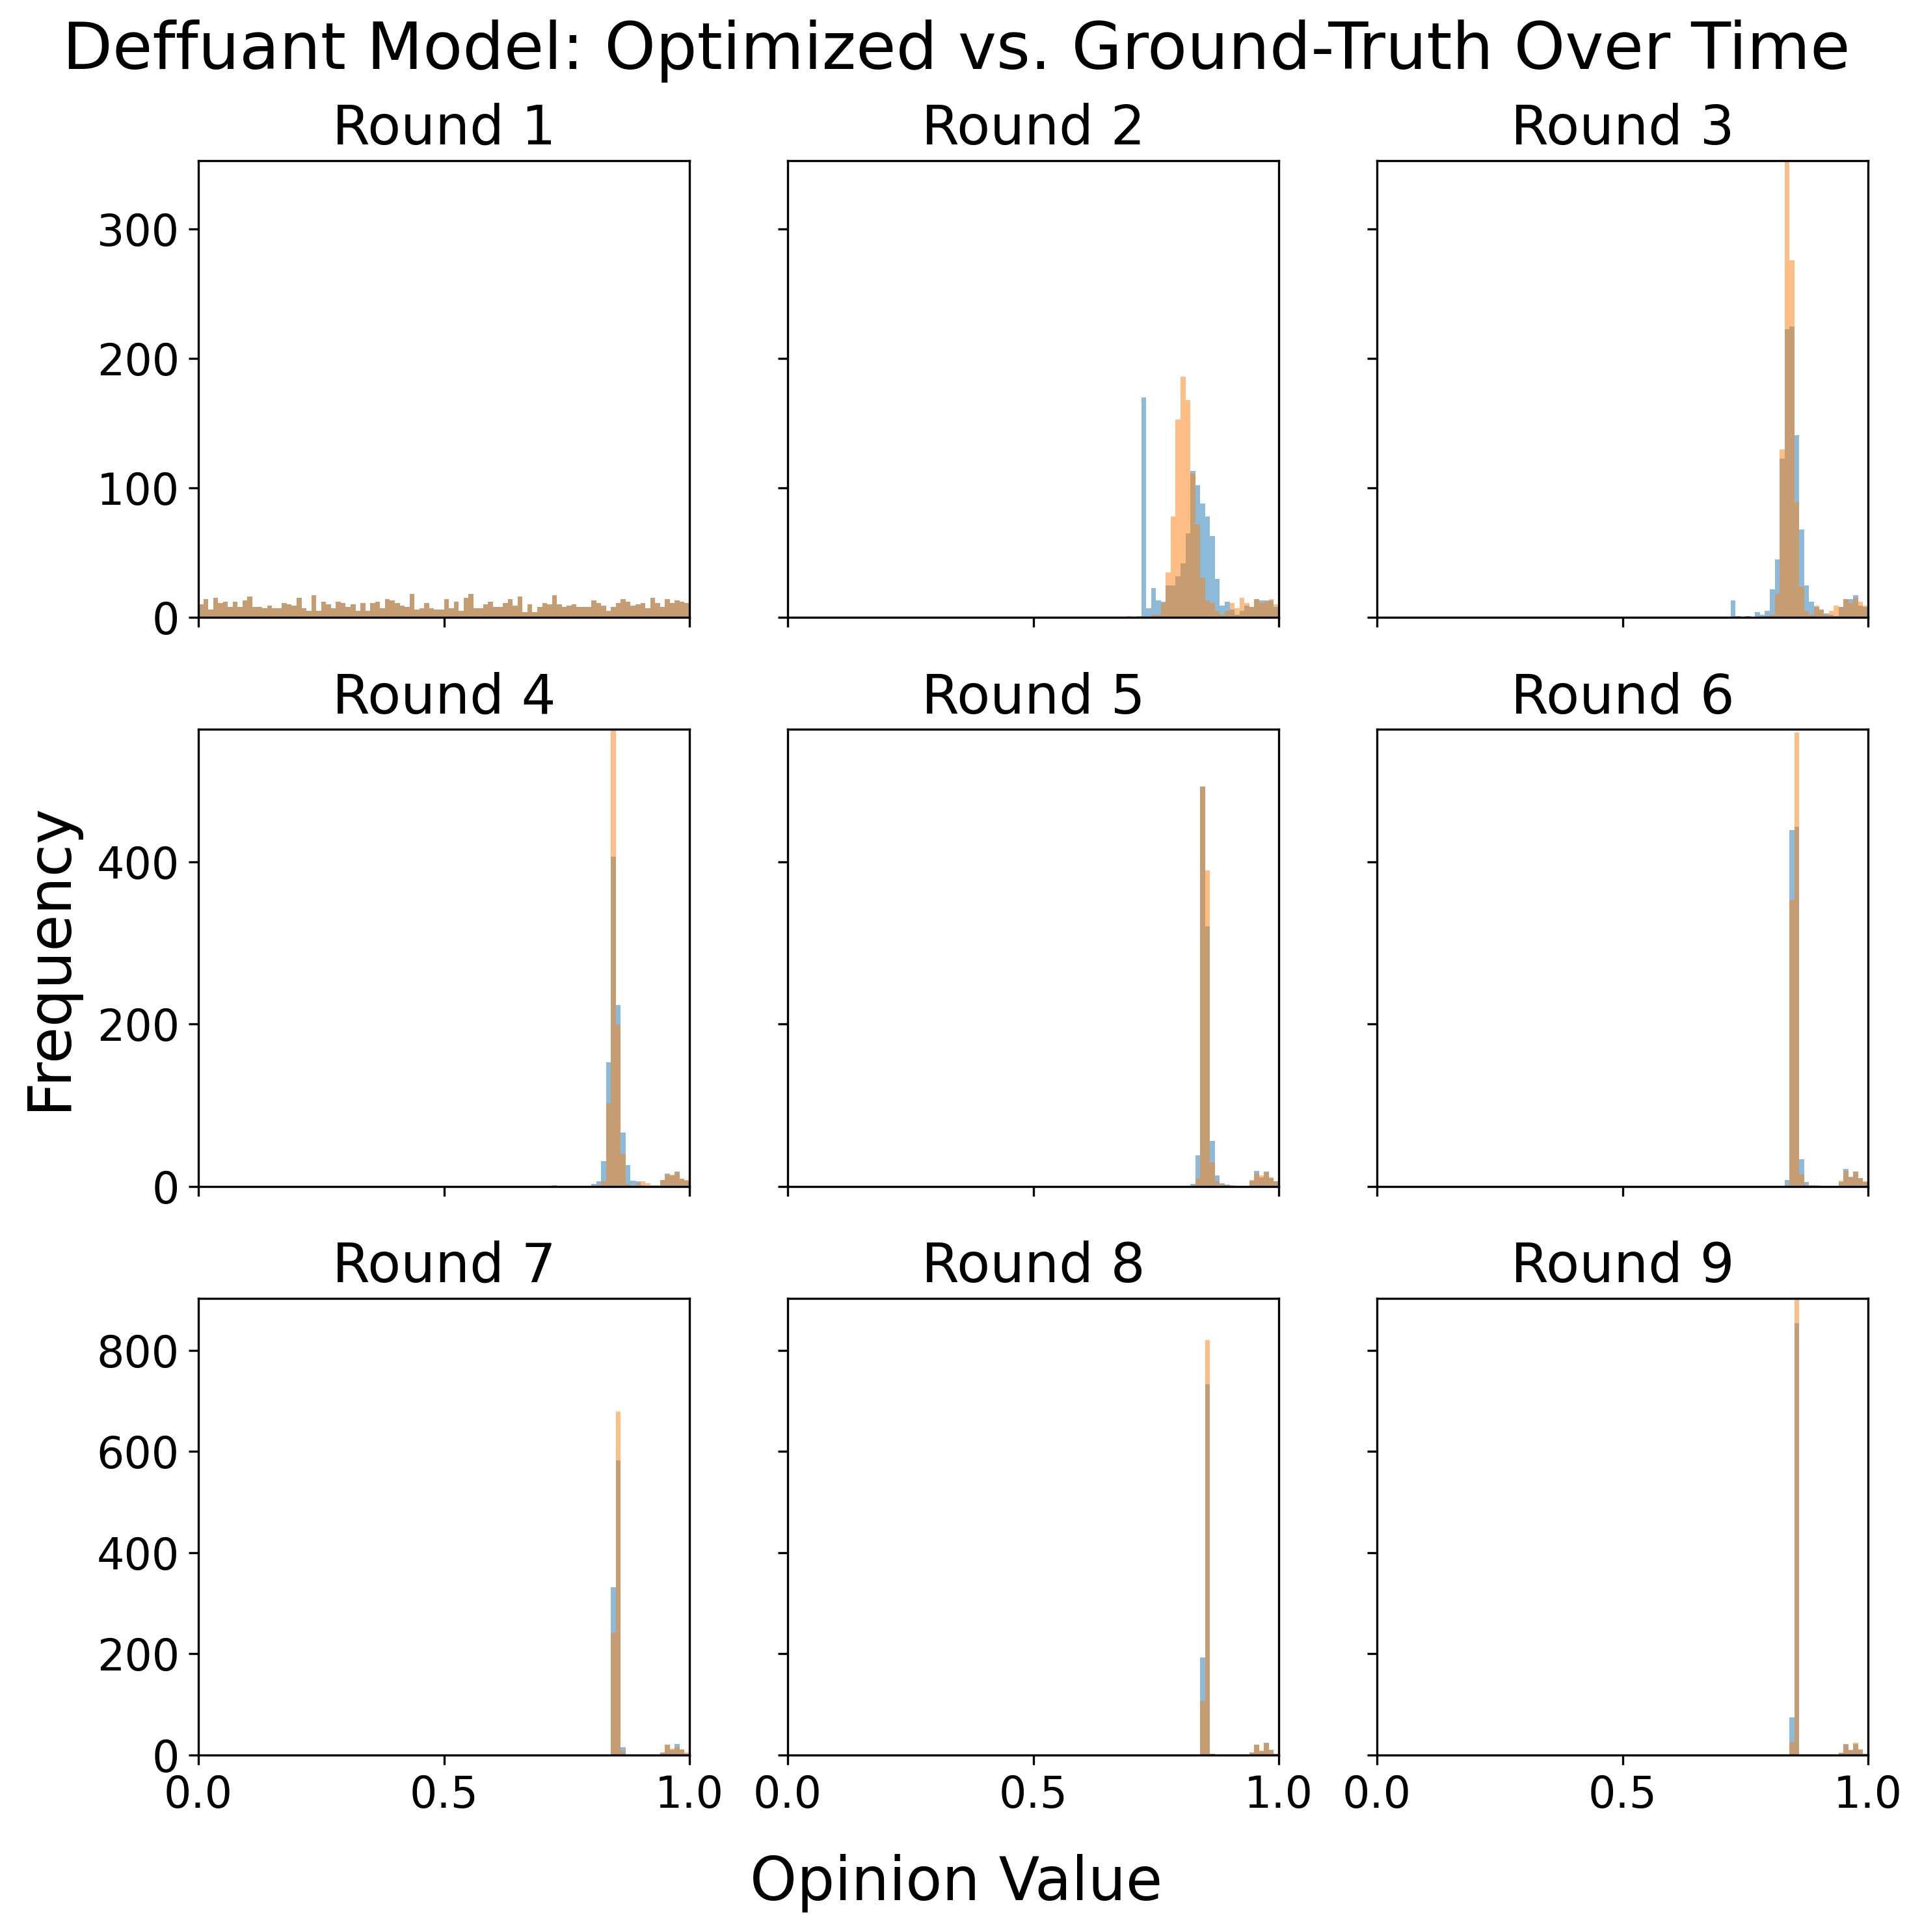 Deffuant Model: Optimized vs. Ground-Truth Over Time
Round 1
Round 2
Round 3
300
200
100
0
Round 4
Round 5
Round 6
400
200
0
Frequency
Round 7
Round 8
Round 9
800
600
400
200
0
0.0 0.5 1.0
0.0 0.5 1.0
0.0 0.5 1.0
Opinion Value